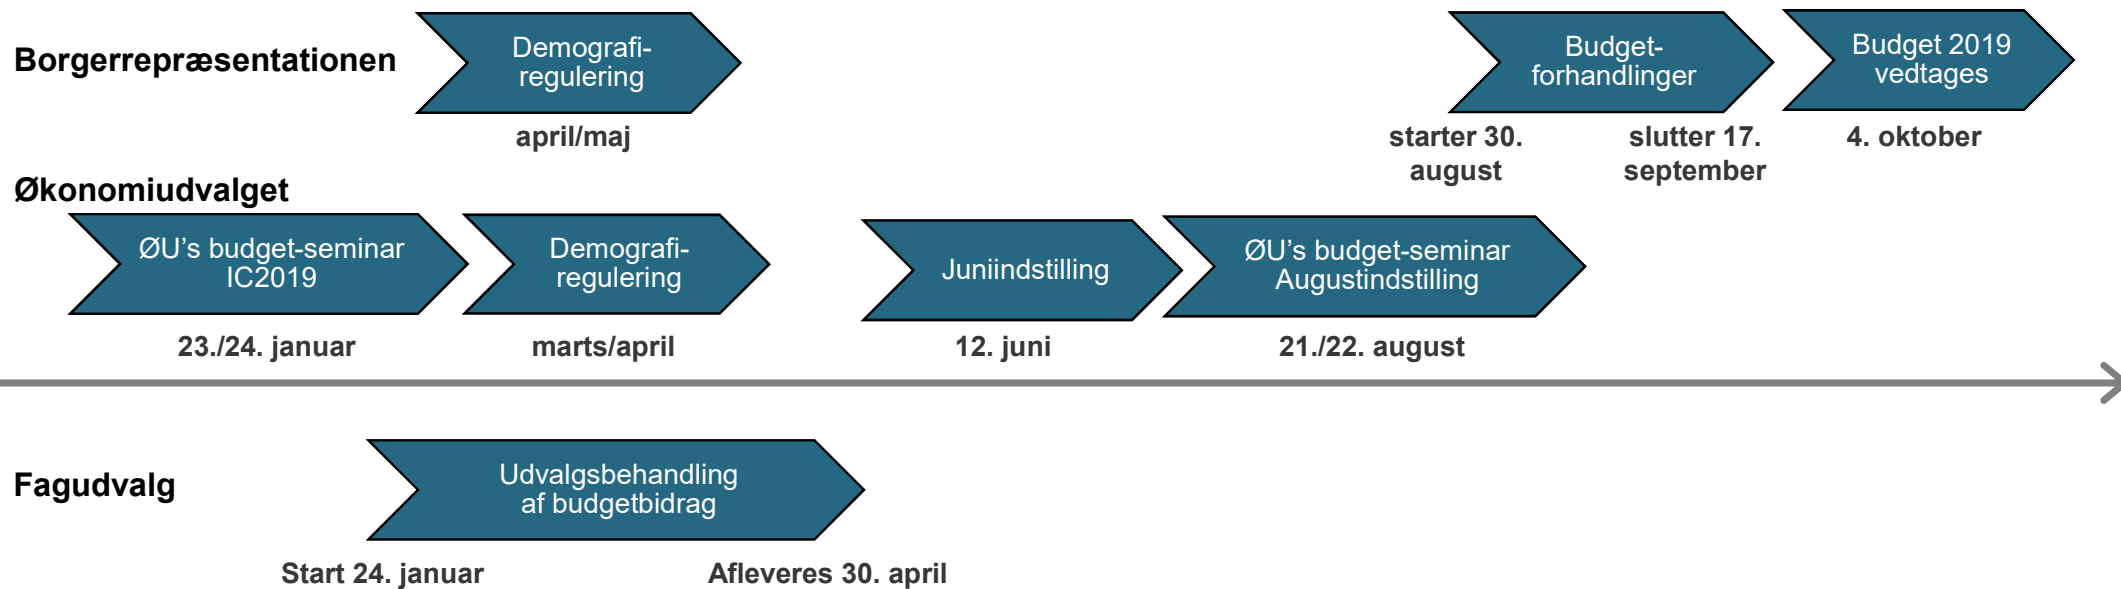 Borgerrepræsentationen
Demografi-
regulering
april/maj
Budget-
forhandlinger
starter 30.
august
slutter 17.
september
Budget 2019
vedtages
4. oktober
Økonomiudvalget
ØU's budget-seminar
IC2019
23./24. januar
Demografi-
regulering
marts/april
Juniindstilling
12. juni
ØU's budget-seminar
Augustindstilling
21./22. august
Fagudvalg
Udvalgsbehandling
af budgetbidrag
Start 24. januar
Afleveres 30. april